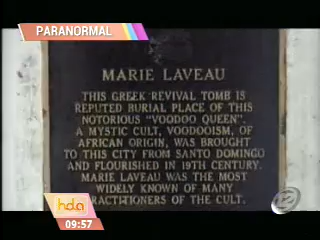 PARANORMAL
MARIE LAVEAU
THIS GREEK REVIVAL TOMB IS
REPUTED BURIAL PLACE OF THIS
NOTORIOUS "VOODOO QUEEN".
A MYSTIC CULT, VOODOOISM, OF
AFRICAN ORIGIN, WAS BROUGHT
TO THIS CITY FROM SANTO DOMINGO
AND FLOURISHED IN 19TH CENTURY.
MARIE LAVEAU WAS THE MOST
WIDELY KNOWN OF MANY
PRACTITIONERS OF THE CULT.
hda
09:57